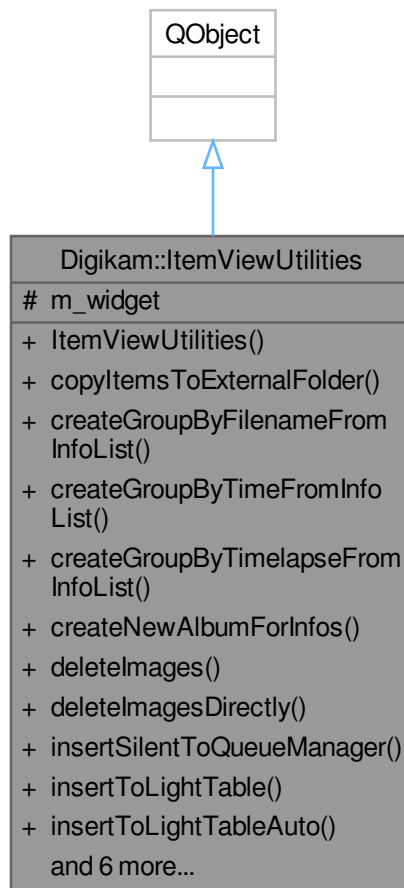 QObject
Digikam::ItemViewUtilities
# m_widget
+ ItemViewUtilities()
+ copyItemsToExternalFolder()
+ createGroupByFilenameFrom
InfoList()
+ createGroupByTimeFromInfo
List()
+ createGroupByTimelapseFrom
InfoList()
+ createNewAlbumForInfos()
+ deleteImages()
+ deleteImagesDirectly()
+ insertSilentToQueueManager()
+ insertToLightTable()
+ insertToLightTableAuto()
and 6 more...